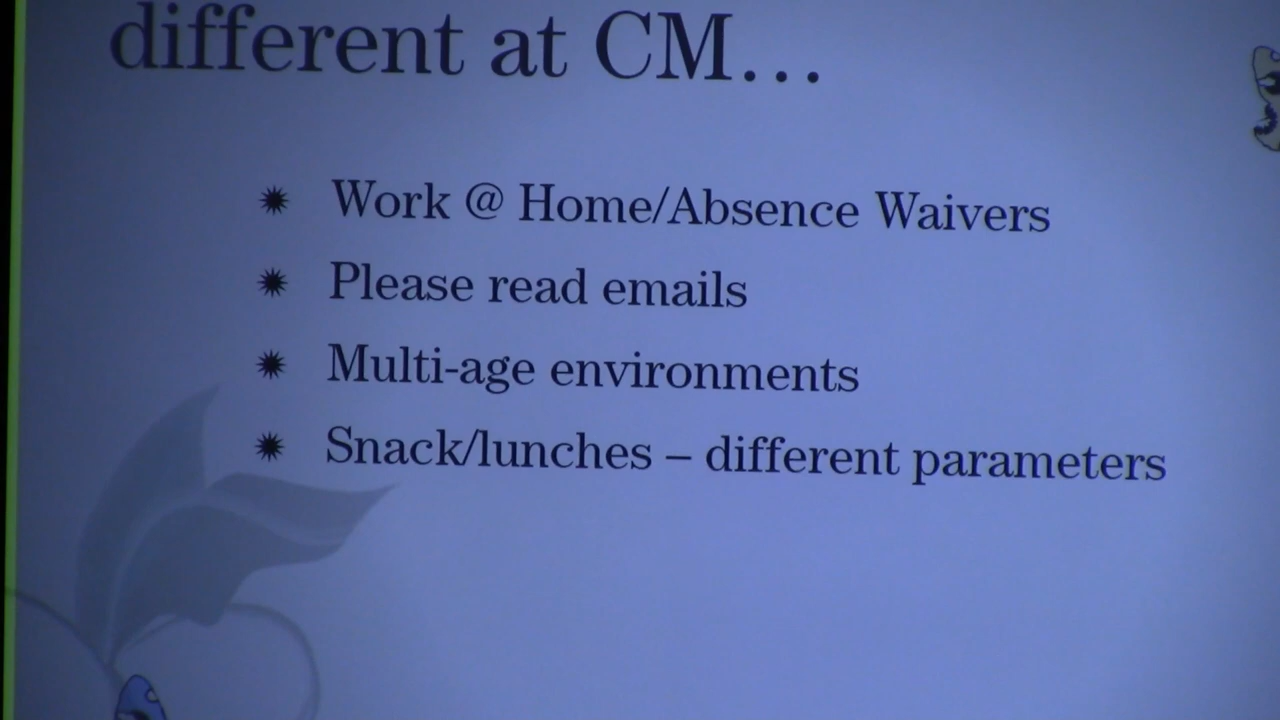 different at CM...
Work @ Home/Absence Waivers
Please read emails
Multi-age environments
Snack/lunches – different parameters